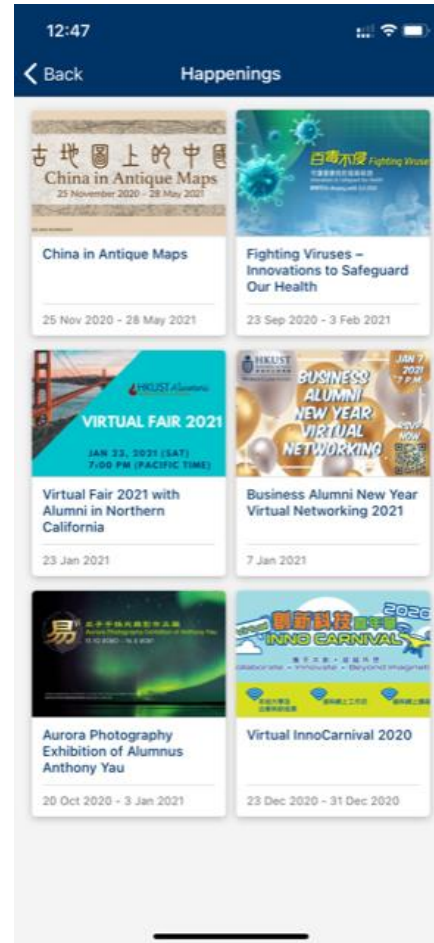 12:47
Back
Happenings
古地圖上的中國
China in Antique Maps
25 November 2020 - 28 May 2021
China in Antique Maps
25 Nov 2020 - 28 May 2021
百毒不侵 Fighting Viruses
Fighting Viruses –
Innovations to Safeguard
Our Health
23 Sep 2020 - 3 Feb 2021
HKUST Alumni
VIRTUAL FAIR 2021
JAN 22, 2021 (SAT)
7:00 PM (PACIFIC TIME)
Virtual Fair 2021 with
Alumni in Northern
California
23 Jan 2021
HKUST
JAN 7
2021
7 P.M.
BUSINESS
ALUMNI
NEW YEAR
VIRTUAL
NETWORKING
RSVP
NOW
Business Alumni New Year
Virtual Networking 2021
7 Jan 2021
易
Aurora Photography Exhibition of Anthony Yau
Aurora Photography
Exhibition of Alumnus
Anthony Yau
20 Oct 2020 - 3 Jan 2021
2020
Virtual
創新科技嘉年華
INNO CARNIVAL
Collaborate • Innovate • Beyond Imagination
Virtual InnoCarnival 2020
23 Dec 2020 - 31 Dec 2020